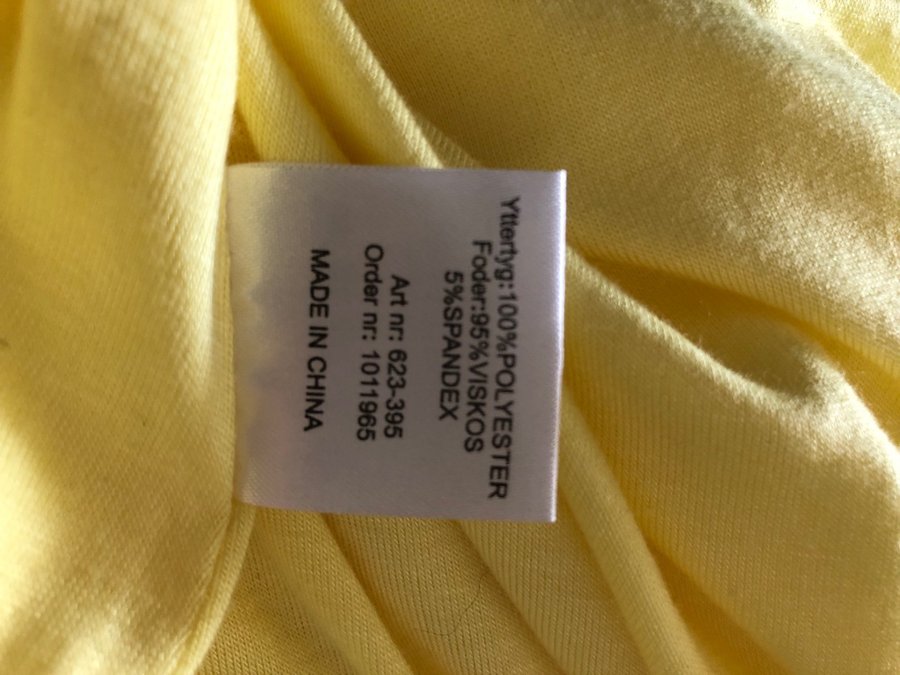 Yttertyg:100%POLYESTER
Foder:95%VISKOS
5%SPANDEX
Art nr: 623-395
Order nr: 1011965
MADE IN CHINA